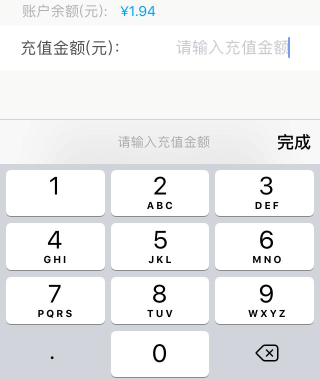 账户余额(元): ¥1.94
充值金额(元): 请输入充值金额
请输入充值金额 完成
1 2 3
ABC DEF
4 5 6
GHI JKL MNO
7 8 9
PQRS TUV WXYZ
. 0